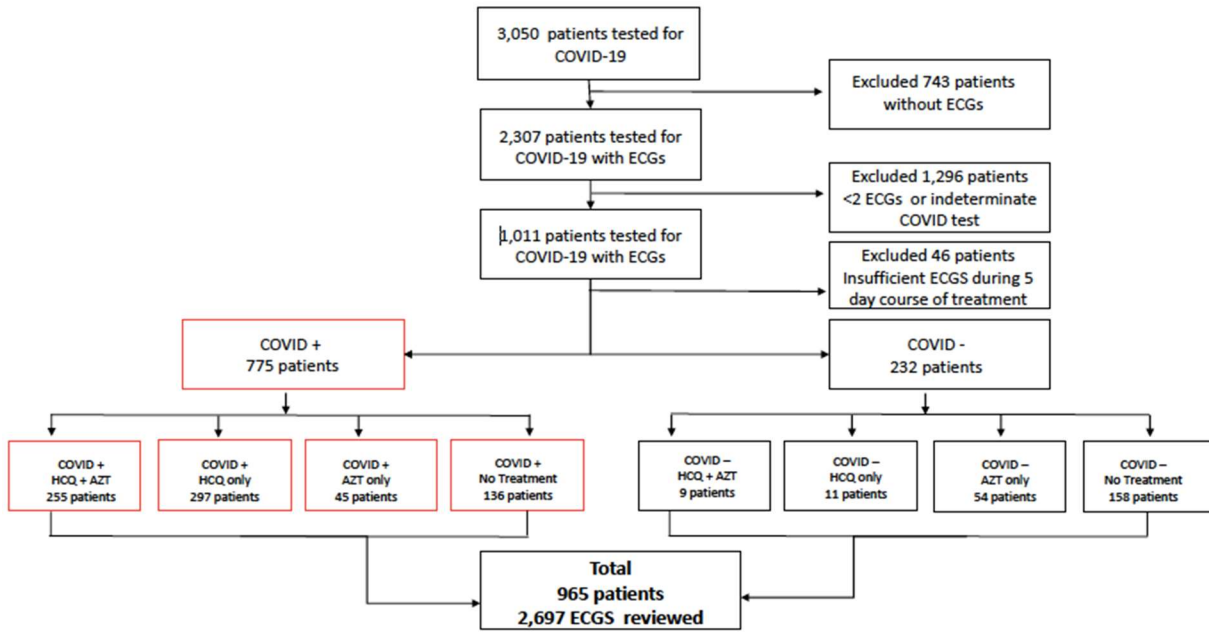 3,050 patients tested for
COVID-19
Excluded 743 patients
without ECGs
2,307 patients tested for
COVID-19 with ECGs
Excluded 1,296 patients
<2 ECGs or indeterminate
COVID test
1,011 patients tested for
COVID-19 with ECGs
Excluded 46 patients
Insufficient ECGS during 5
day course of treatment
COVID +
775 patients
COVID -
232 patients
COVID +
HCQ + AZT
255 patients
COVID +
HCQ only
297 patients
COVID +
AZT only
45 patients
COVID +
No Treatment
136 patients
COVID –
HCQ + AZT
9 patients
COVID –
HCQ only
11 patients
COVID –
AZT only
54 patients
COVID –
No Treatment
158 patients
Total
965 patients
2,697 ECGS reviewed